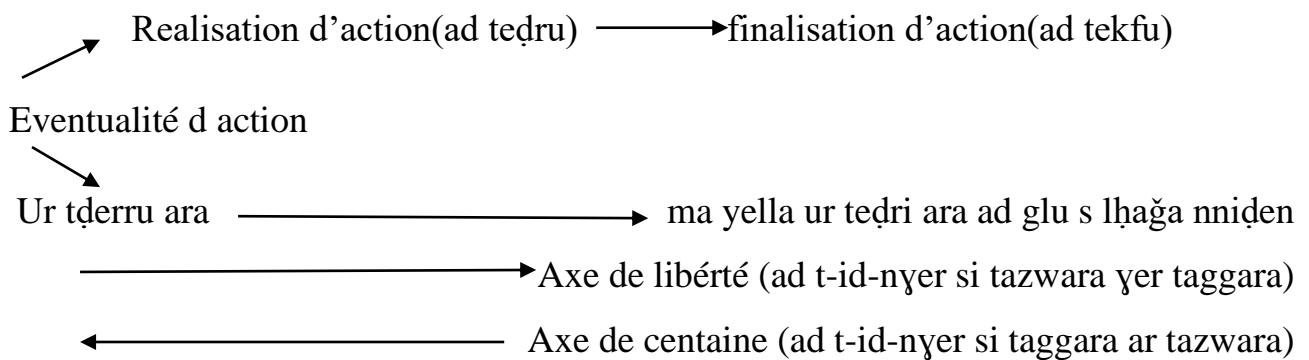 Realisation d’action(ad teḍru) finalisation d’action(ad tekfu)
Eventualité d action
Ur tḍerru ara ma yella ur teḍri ara ad glu s lḥağa nniḍen
Axe de libérté (ad t-id-nɣer si tazwara ɣer taggara)
Axe de centaine (ad t-id-nɣer si taggara ar tazwara)